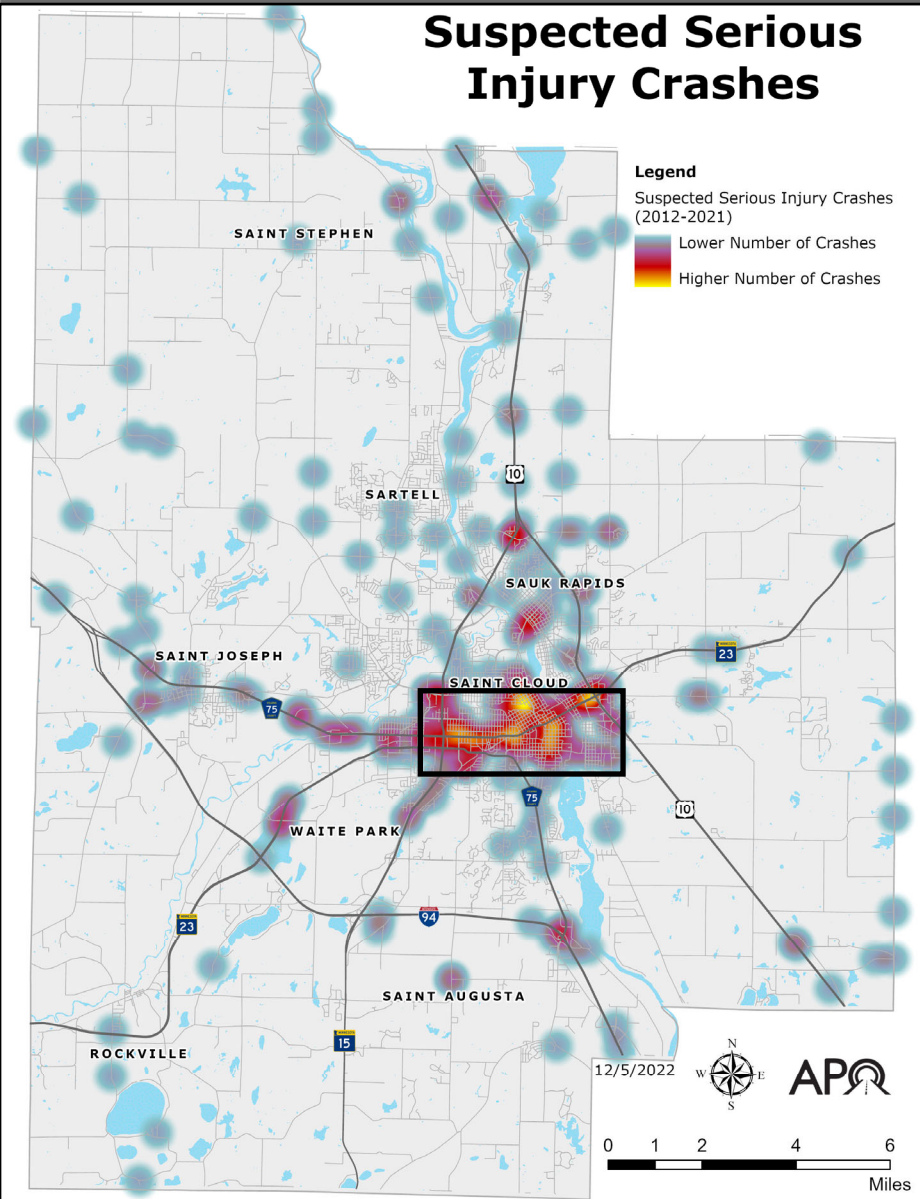 Suspected Serious
Injury Crashes
Legend
Suspected Serious Injury Crashes
(2012-2021)
Lower Number of Crashes
Higher Number of Crashes
SAINT STEPHEN
10
SARTELL
SAUK RAPIDS
23
SAINT JOSEPH
SAINT CLOUD
75
75
10
WAITE PARK
94
23
SAINT AUGUSTA
15
ROCKVILLE
12/5/2022
N
W
E
S
APO
0 1 2 4 6
Miles